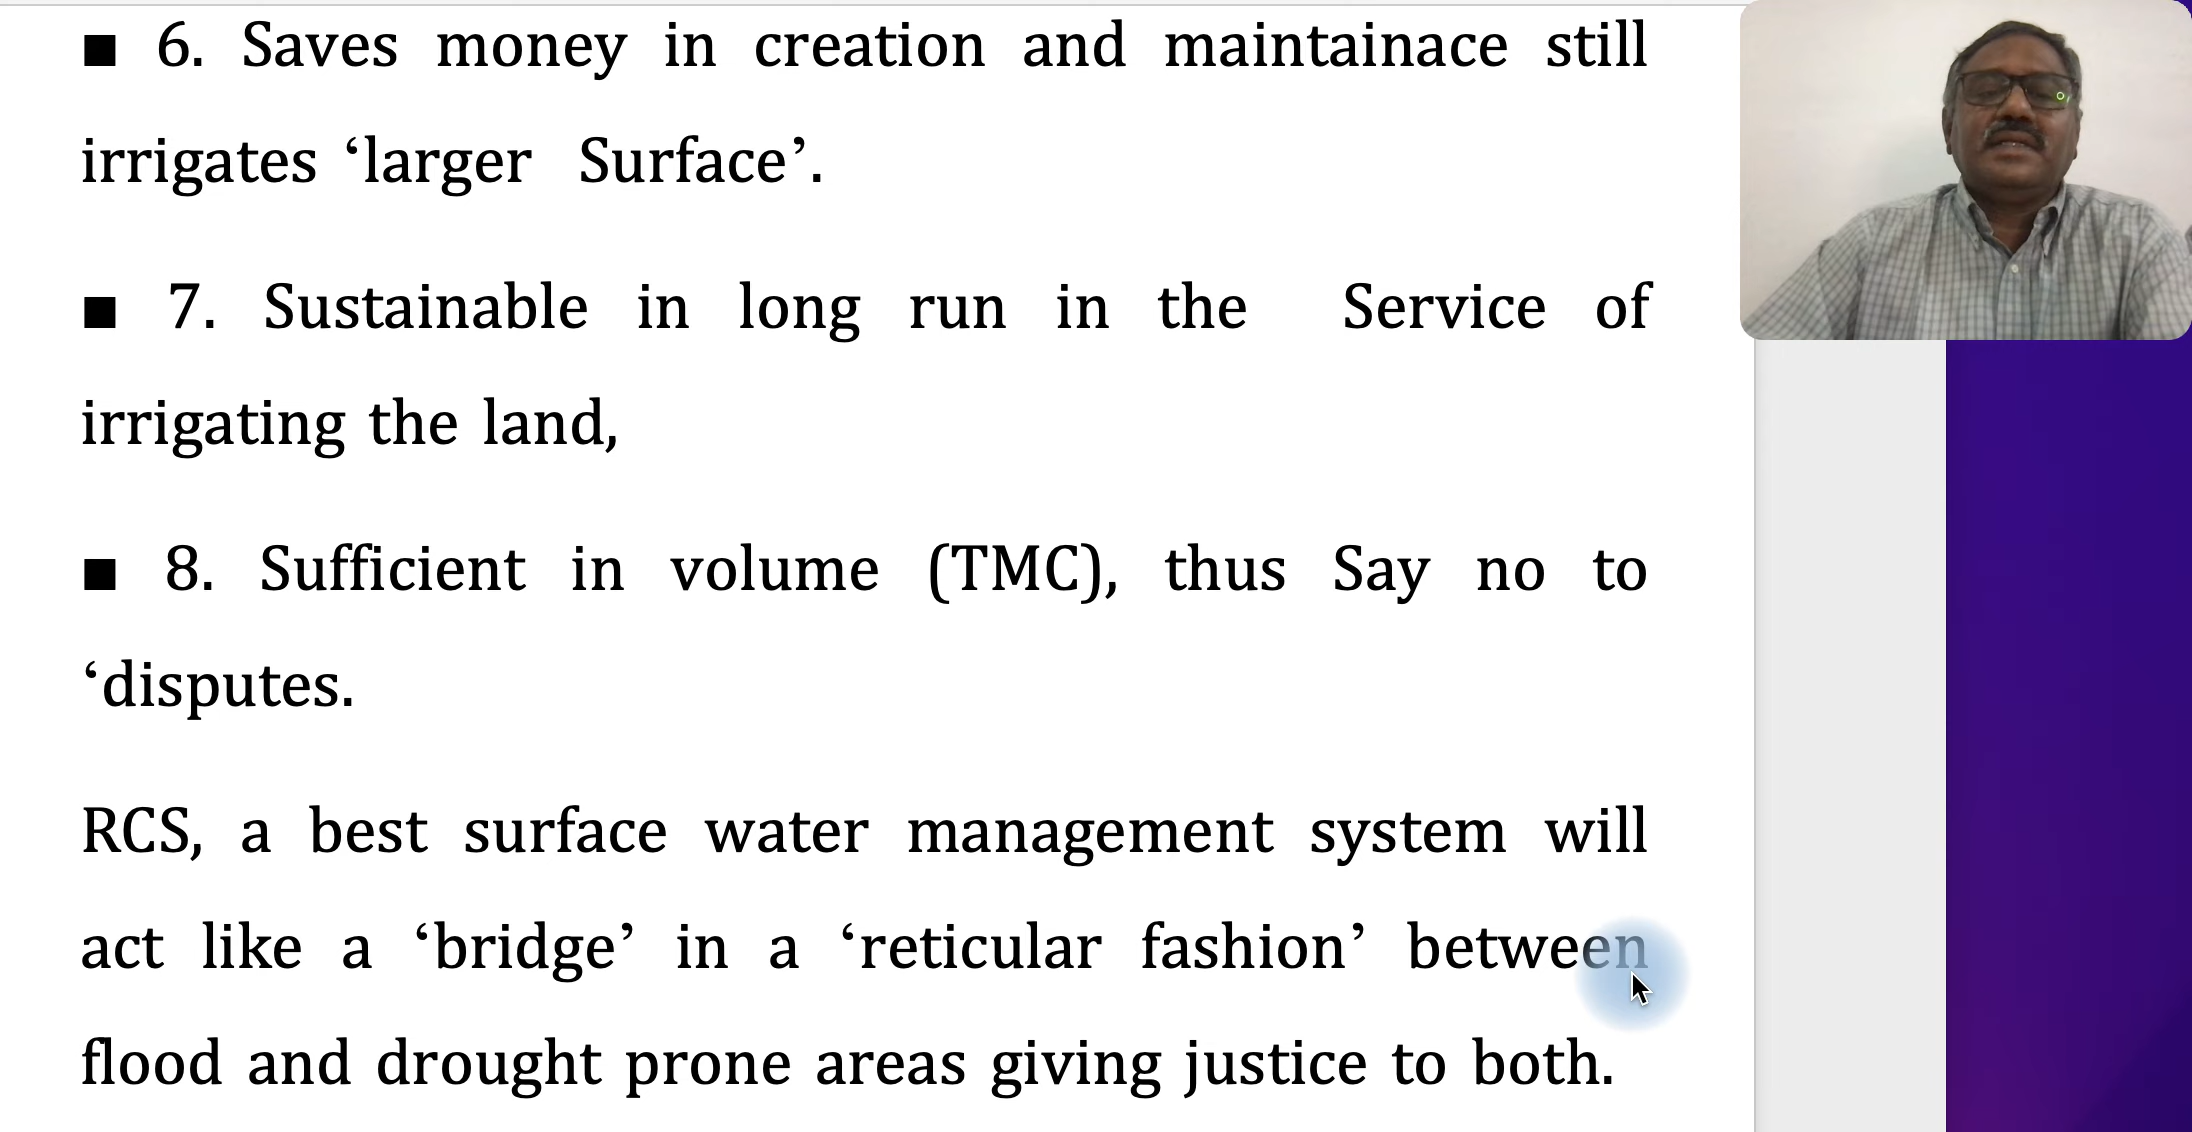 ■ 6. Saves money in creation and maintainace still
irrigates ‘larger Surface’.
■ 7. Sustainable in long run in the Service of
irrigating the land,
■ 8. Sufficient in volume (TMC), thus Say no to
‘disputes.
RCS, a best surface water management system will
act like a ‘bridge’ in a ‘reticular fashion’ between
flood and drought prone areas giving justice to both.